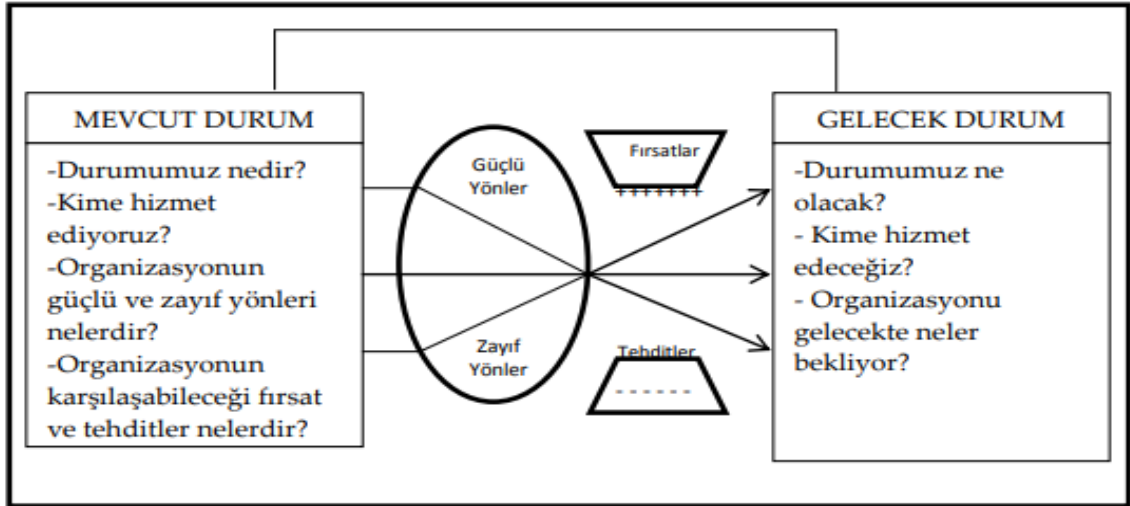 MEVCUT DURUM
-Durumumuz nedir?
-Kime hizmet
ediyoruz?
-Organizasyonun
güçlü ve zayıf yönleri
nelerdir?
-Organizasyonun
karşılaşabileceği fırsat
ve tehditler nelerdir?
Güçlü
Yönler
Zayıf
Yönler
Fırsatlar
+++++++
Tehditler
- - - - - -
GELECEK DURUM
-Durumumuz ne
olacak?
- Kime hizmet
edeceğiz?
- Organizasyonu
gelecekte neler
bekliyor?